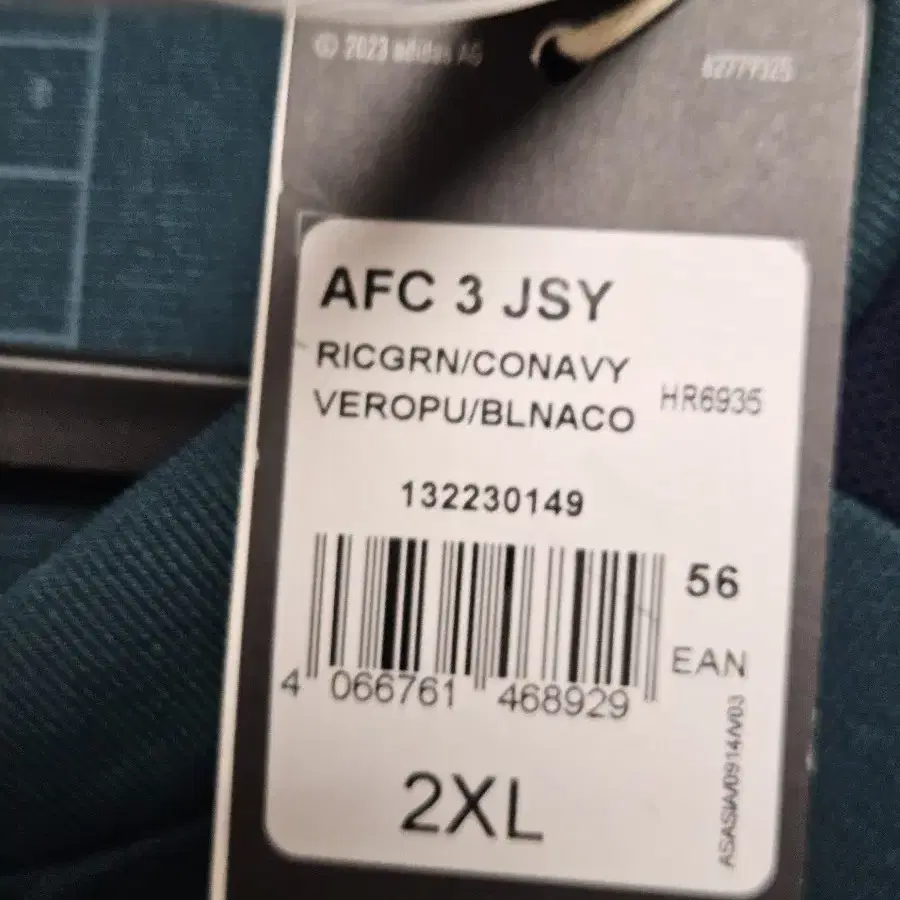 © 2023 adidas AG
AFC 3 JSY
RICGRN/CONAVY
VEROPU/BLNACO
HR6935
132230149
56
EAN
4 066761 468929
2XL